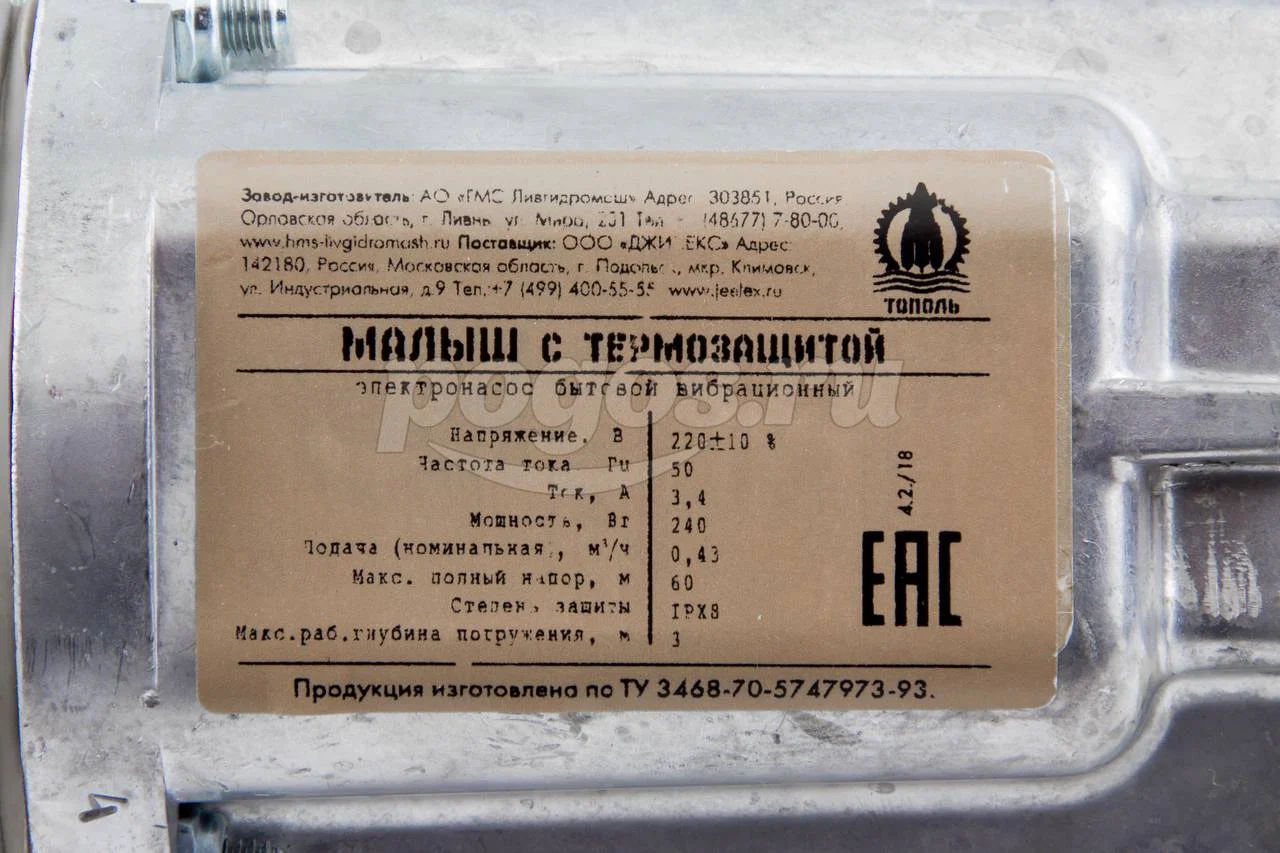 Завод-изготовитель: АО «ГМС Ливгидромаш» Адрес: 303851, Россия
Орловская область, г. Ливны ул. Мира, 231 Тел. (48677) 7-80-00,
www.hms-livgidromash.ru Поставщик: ООО «ДЖИЛЕКС» Адрес:
142180, Россия, Московская область, г. Подольск, мкр. Климовск,
ул. Индустриальная, д.9 Тел.:+7 (499) 400-55-55 www.jeelex.ru
ТОПОЛЬ
МАЛЫШ С ТЕРМОЗАЩИТОЙ
электронасос бытовой вибрационный
pogos.ru
Напряжение, В 220±10 %
Частота тока Гц 50
Ток, А 3,4
Мощность, Вт 240
Подача (номинальная), м³/ч 0,43
Макс. полный напор, м 60
Степень защиты IPX8
Макс.раб.глубина погружения, м 3
4.2./18
EAC
Продукция изготовлена по ТУ 3468-70-5747973-93.